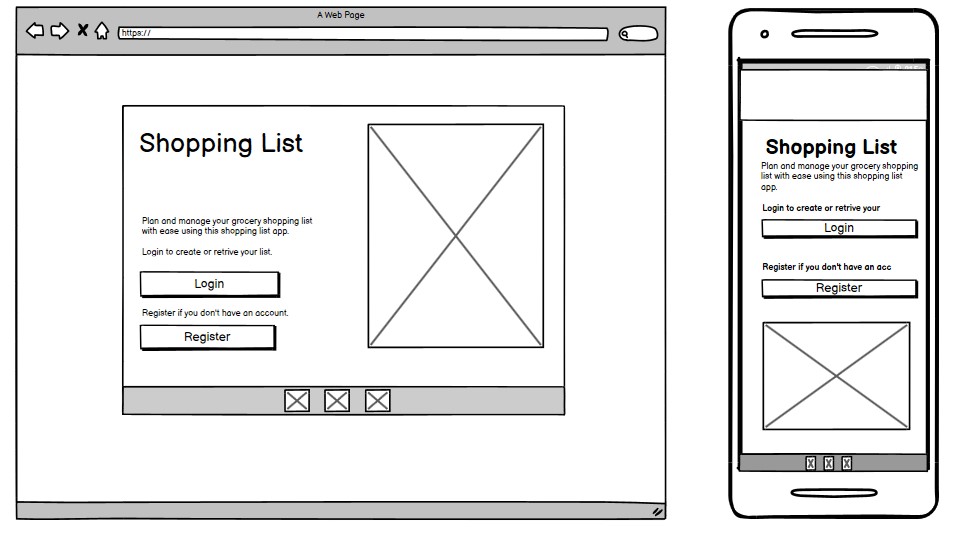 A Web Page
https://
Shopping List
Plan and manage your grocery shopping list
with ease using this shopping list app.
Login to create or retrive your list.
Login
Register if you don't have an account.
Register
Shopping List
Plan and manage your grocery shopping
list with ease using this shopping list
app.
Login to create or retrive your
Login
Register if you don't have an acc
Register